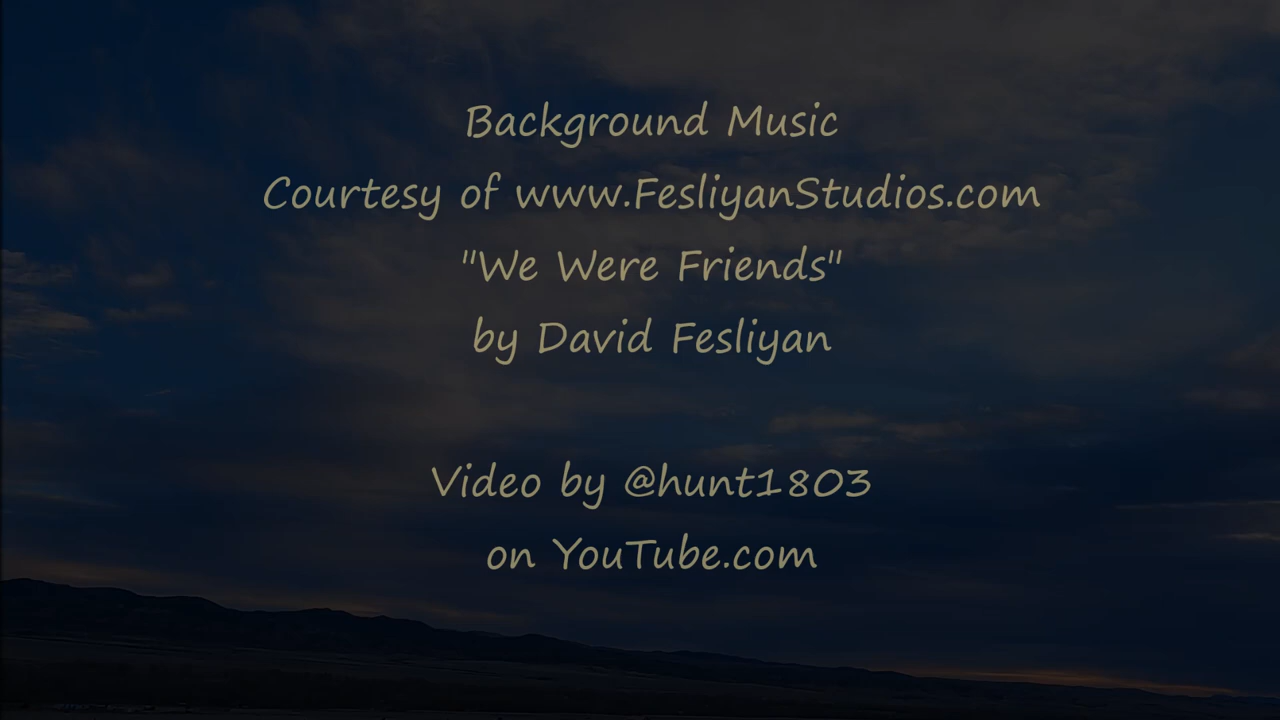 Background Music
Courtesy of www.FesliyanStudios.com
"We Were Friends"
by David Fesliyan
Video by @hunt1803
on YouTube.com